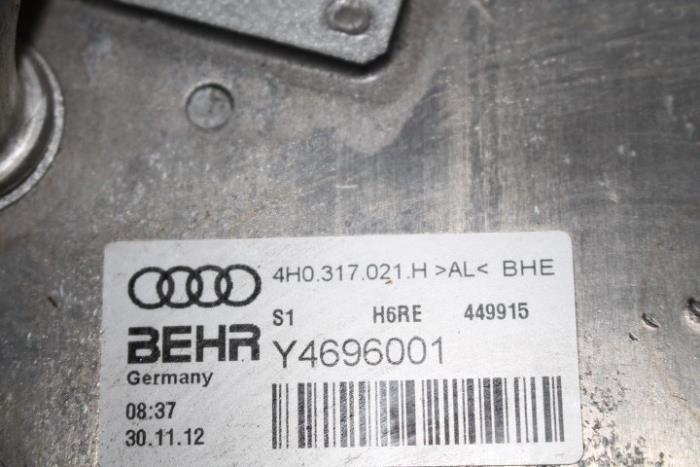 4H0.317.021.H >AL< BHE
S1 H6RE 449915
BEHR Y4696001
Germany
08:37
30.11.12